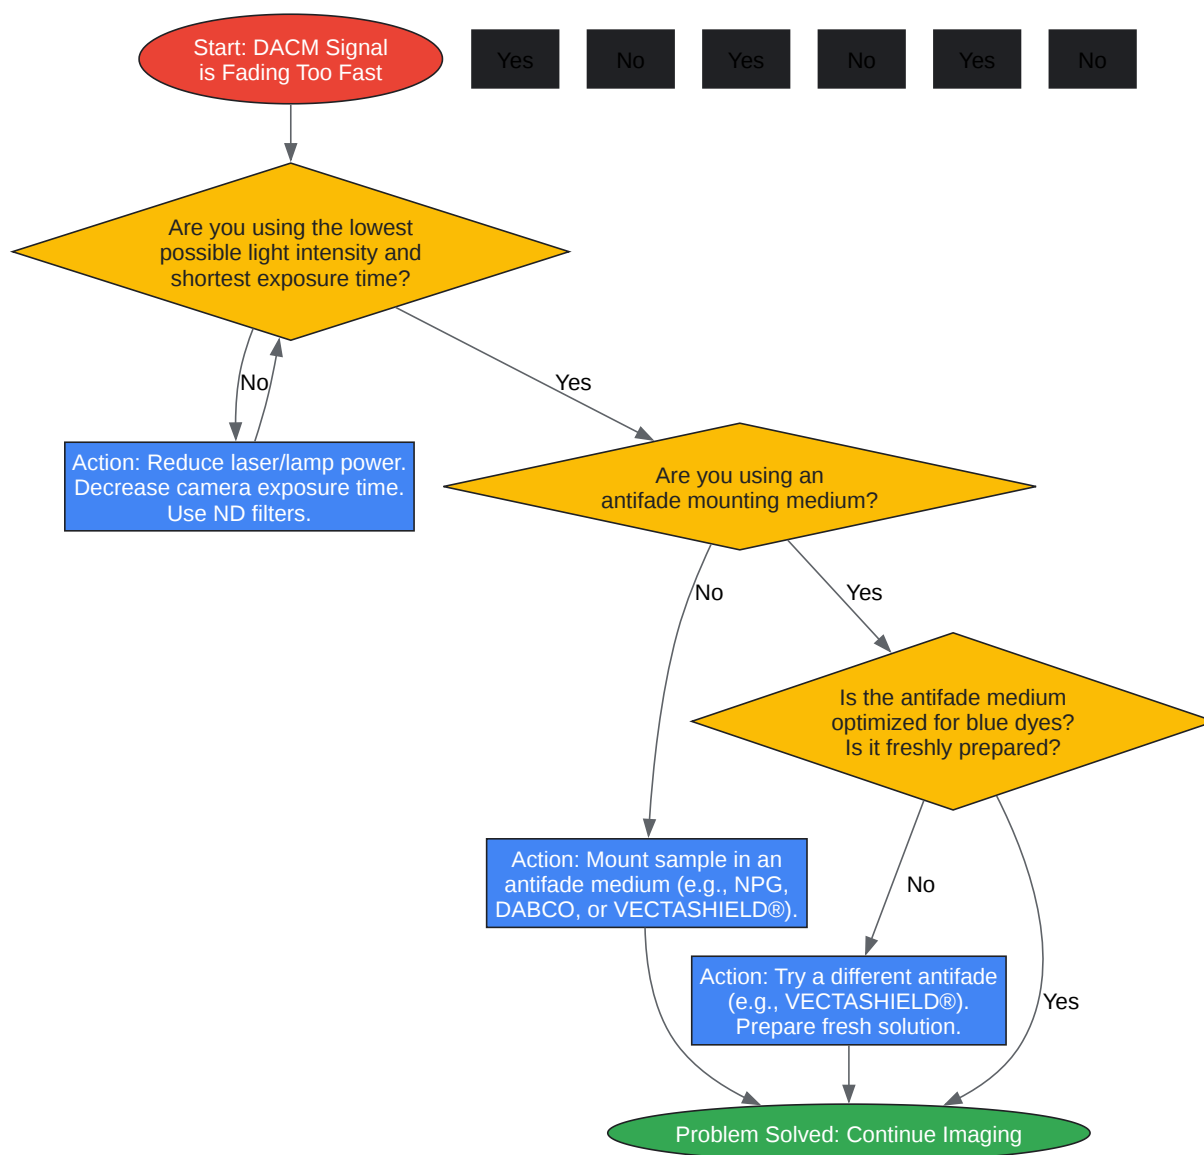 Start: DACM Signal
is Fading Too Fast
Yes
No
Yes
No
Yes
No
Are you using the lowest
possible light intensity and
shortest exposure time?
No
Yes
Action: Reduce laser/lamp power.
Decrease camera exposure time.
Use ND filters.
Are you using an
antifade mounting medium?
No
Yes
Is the antifade medium
optimized for blue dyes?
Is it freshly prepared?
Action: Mount sample in an
antifade medium (e.g., NPG,
DABCO, or VECTASHIELD®).
No
Yes
Action: Try a different antifade
(e.g., VECTASHIELD®).
Prepare fresh solution.
Problem Solved: Continue Imaging